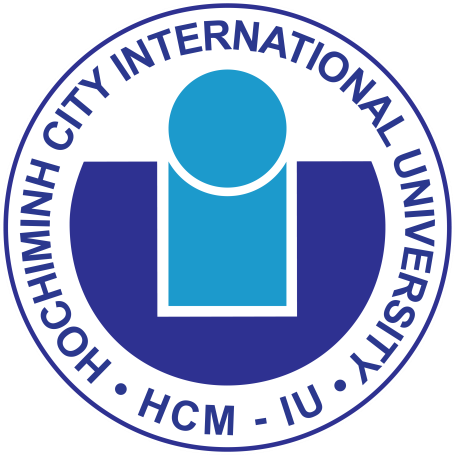 HOCHIMINH CITY INTERNATIONAL UNIVERSITY
• HCM - IU •